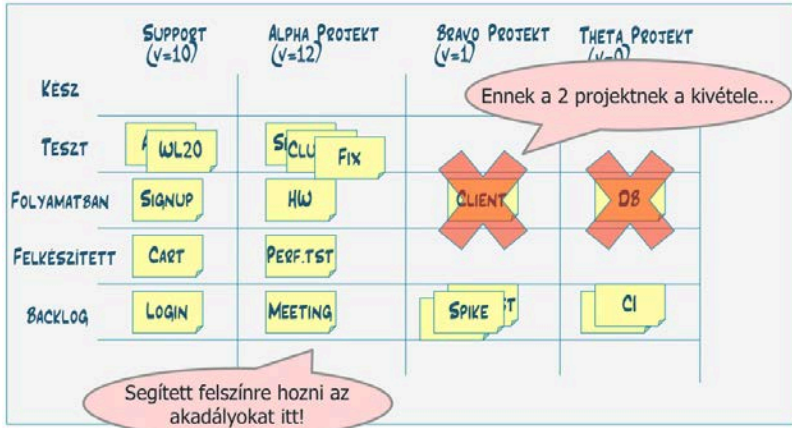 Support
(v=10)
Alpha Projekt
(v=12)
Bravo Projekt
(v=1)
Theta Projekt
Ennek a 2 projektnek a kivétele...
Kész
Teszt
WL20
Clu
Fix
Folyamatban
Signup
HW
Client
DB
Felkészített
Cart
Perf.tst
Backlog
Login
Meeting
Spike
CI
Segített felszínre hozni az
akadályokat itt!